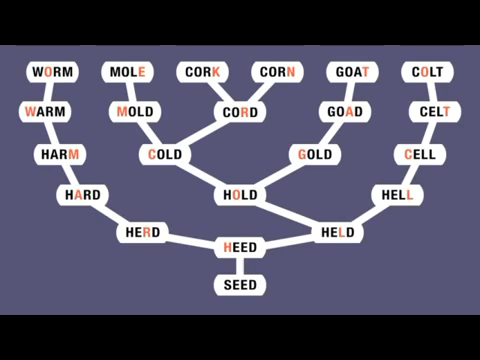 WORM MOLE CORK CORN GOAT COLT
WARM MOLD CORD GOAD CELT
HARM COLD GOLD CELL
HARD HOLD HELL
HERD HELD
HEED
SEED